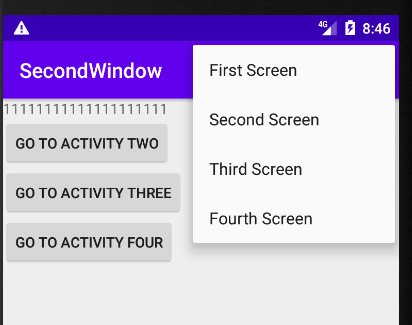 4G 8:46
SecondWindow
First Screen
Second Screen
Third Screen
Fourth Screen
11111111111111111111
GO TO ACTIVITY TWO
GO TO ACTIVITY THREE
GO TO ACTIVITY FOUR